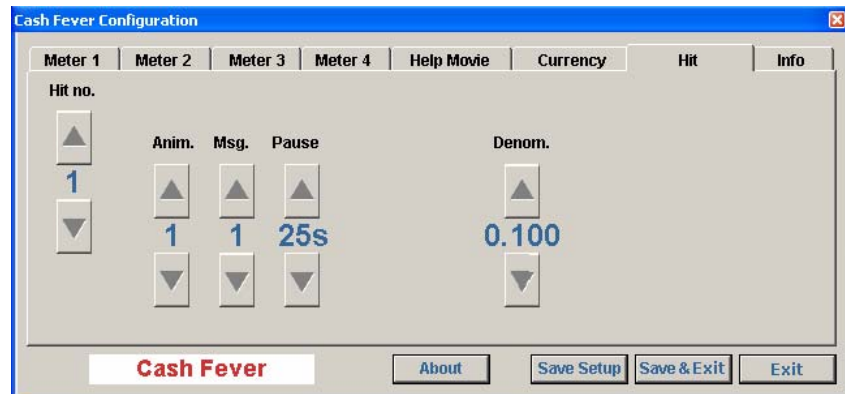 Cash Fever Configuration
Meter 1 Meter 2 Meter 3 Meter 4 Help Movie Currency Hit Info
Hit no.
Anim. Msg. Pause Denom.
1
1 1 25s 0.100
Cash Fever About Save Setup Save & Exit Exit